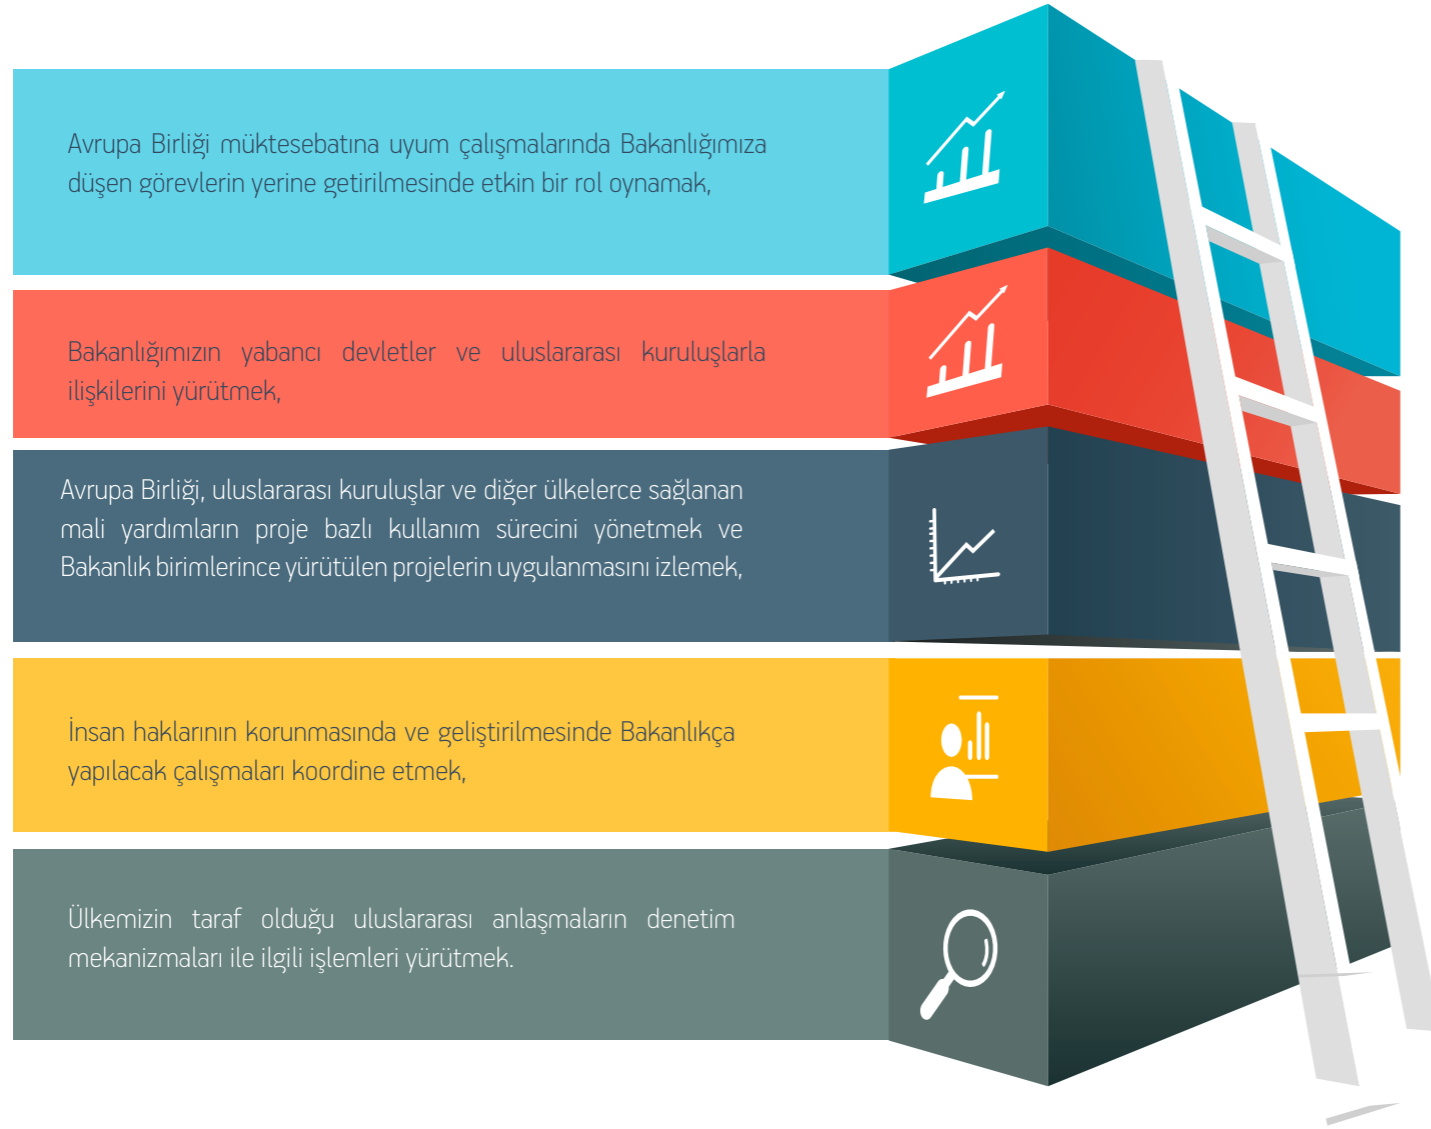 Avrupa Birliği müktesebatına uyum çalışmalarında Bakanlığımıza
düşen görevlerin yerine getirilmesinde etkin bir rol oynamak,
Bakanlığımızın yabancı devletler ve uluslararası kuruluşlarla
ilişkilerini yürütmek,
Avrupa Birliği, uluslararası kuruluşlar ve diğer ülkelerce sağlanan
mali yardımların proje bazlı kullanım sürecini yönetmek ve
Bakanlık birimlerince yürütülen projelerin uygulanmasını izlemek,
İnsan haklarının korunmasında ve geliştirilmesinde Bakanlıkça
yapılacak çalışmaları koordine etmek,
Ülkemizin taraf olduğu uluslararası anlaşmaların denetim
mekanizmaları ile ilgili işlemleri yürütmek.